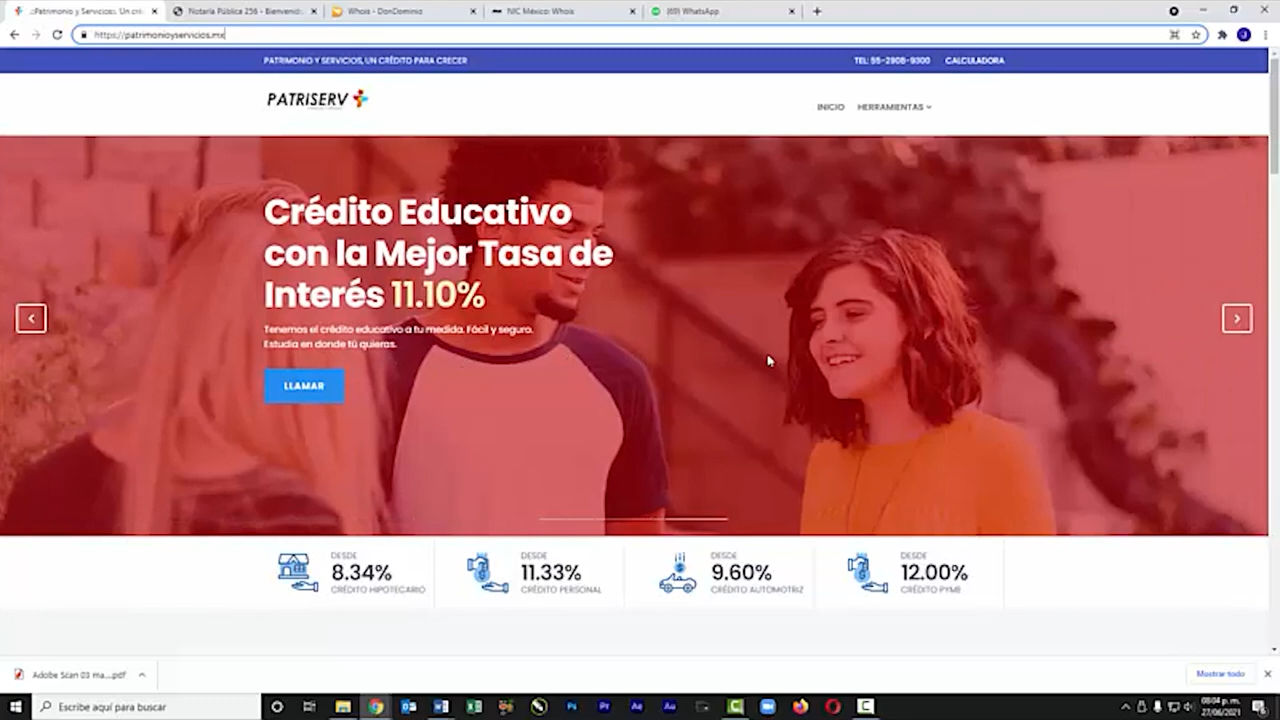 .::Patrimonio y Servicios:. Un cré
Notaría Pública 256 - Bienvenid
Whois - DonDominio
NIC México: Whois
(69) WhatsApp
https://patrimonioyservicios.mx
PATRIMONIO Y SERVICIOS, UN CRÉDITO PARA CRECER
TEL: 55-2908-9300
CALCULADORA
PATRISERV
INICIO
HERRAMIENTAS
Crédito Educativo
con la Mejor Tasa de
Interés 11.10%
Tenemos el crédito educativo a tu medida. Fácil y seguro.
Estudia en donde tú quieras.
LLAMAR
DESDE
8.34%
CRÉDITO HIPOTECARIO
DESDE
11.33%
CRÉDITO PERSONAL
DESDE
9.60%
CRÉDITO AUTOMOTRIZ
DESDE
12.00%
CRÉDITO PYME
Adobe Scan 03 ma....pdf
Mostrar todo
Escribe aquí para buscar
08:04 p. m.
27/06/2021